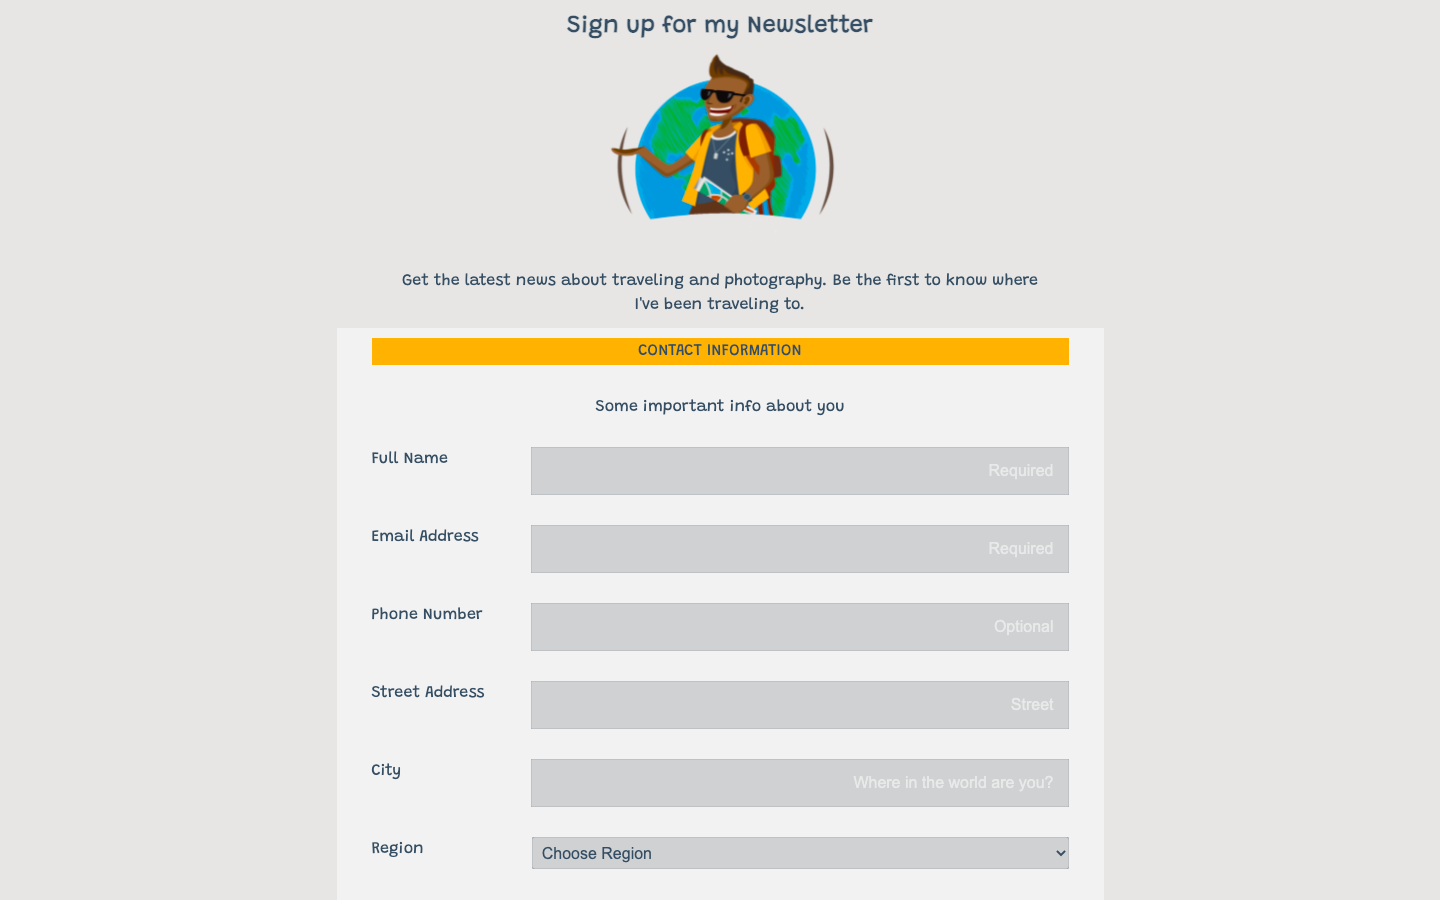 Sign up for my Newsletter
Get the latest news about traveling and photography. Be the first to know where
I've been traveling to.
CONTACT INFORMATION
Some important info about you
Full Name
Required
Email Address
Required
Phone Number
Optional
Street Address
Street
City
Where in the world are you?
Region
Choose Region